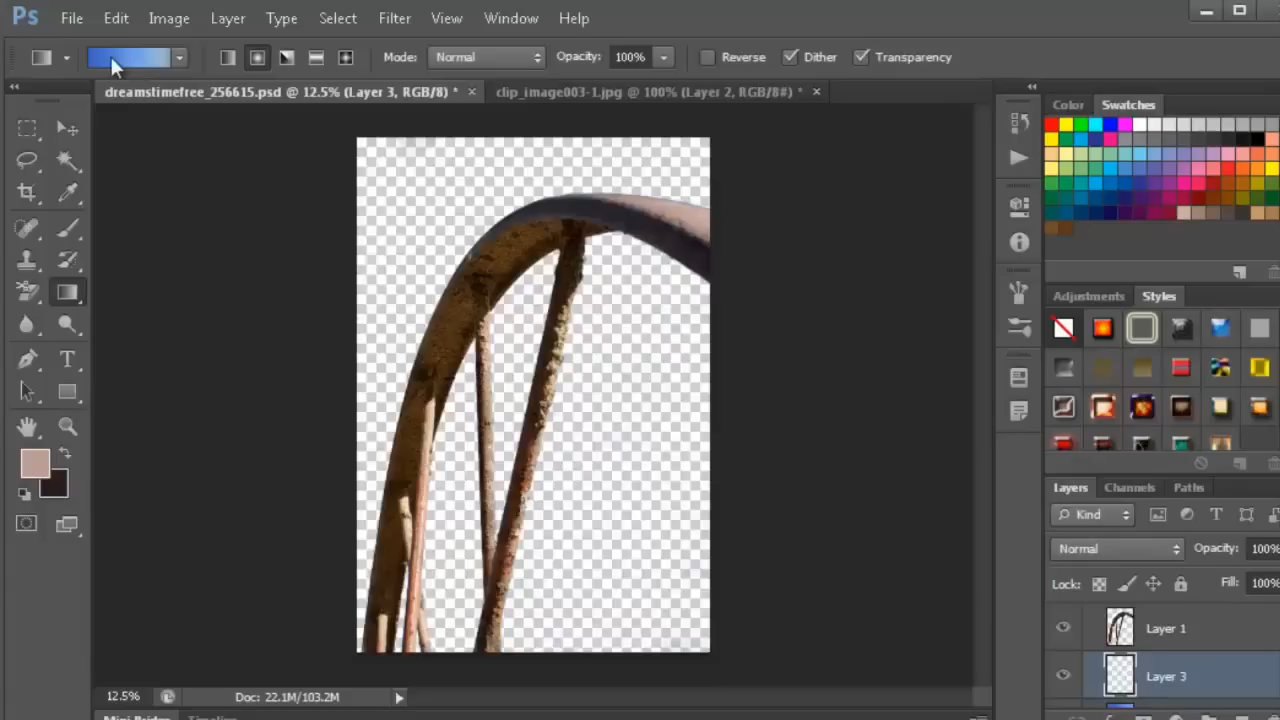 Ps File Edit Image Layer Type Select Filter View Window Help
Mode: Normal Opacity: 100% Reverse Dither Transparency
dreamstimefree_256615.psd @ 12.5% (Layer 3, RGB/8) * × clip_image003-1.jpg @ 100% (Layer 2, RGB/8#) * ×
Color Swatches
Adjustments Styles
Layers Channels Paths
Kind
Normal Opacity: 100%
Lock: Fill: 100%
Layer 1
Layer 3
12.5% Doc: 22.1M/103.2M
Mini Bridge Timeline